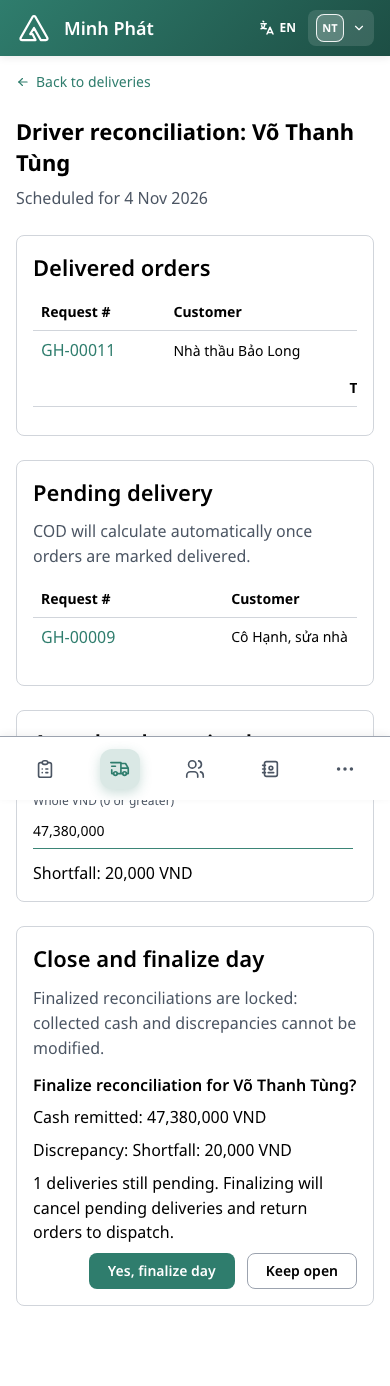 Minh Phát
EN
NT
Back to deliveries
Driver reconciliation: Võ Thanh
Tùng
Scheduled for 4 Nov 2026
Delivered orders
Request # Customer
GH-00011 Nhà thầu Bảo Long
T
Pending delivery
COD will calculate automatically once
orders are marked delivered.
Request # Customer
GH-00009 Cô Hạnh, sửa nhà
Whole VND (0 or greater)
47,380,000
Shortfall: 20,000 VND
Close and finalize day
Finalized reconciliations are locked:
collected cash and discrepancies cannot be
modified.
Finalize reconciliation for Võ Thanh Tùng?
Cash remitted: 47,380,000 VND
Discrepancy: Shortfall: 20,000 VND
1 deliveries still pending. Finalizing will
cancel pending deliveries and return
orders to dispatch.
Yes, finalize day Keep open